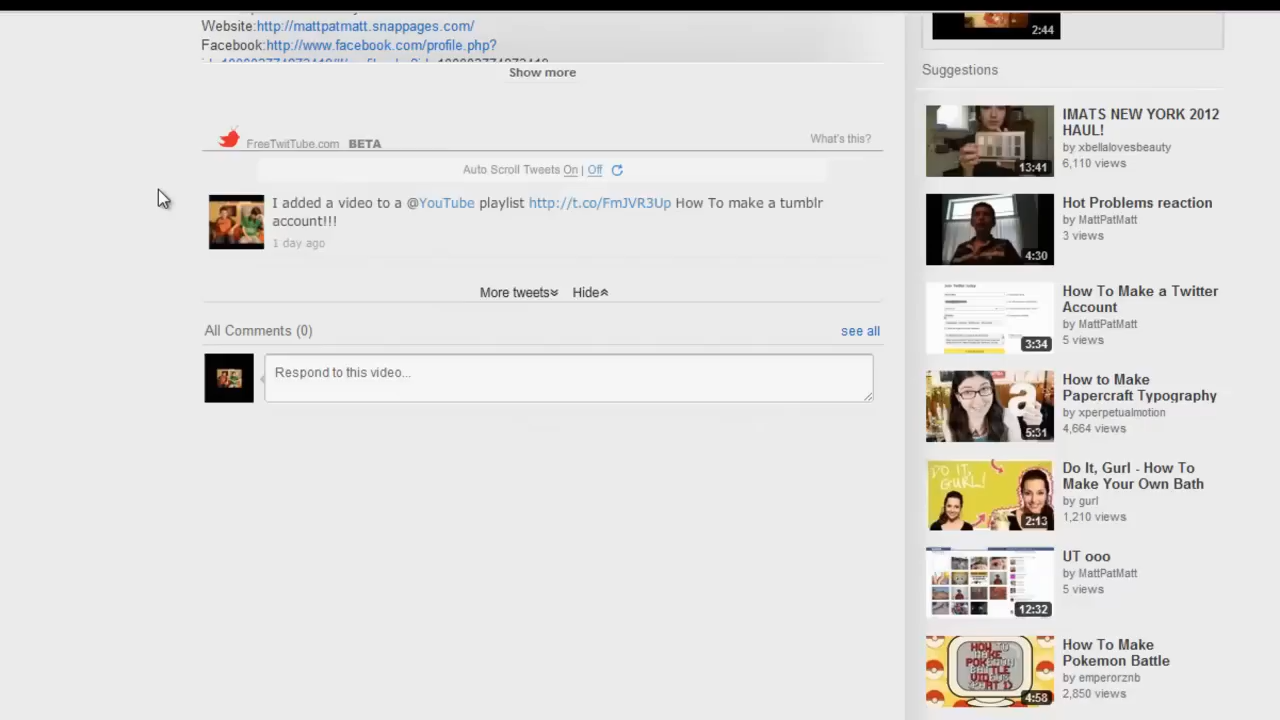 Website:http://mattpatmatt.snappages.com/
Facebook:http://www.facebook.com/profile.php?
Show more
FreeTwitTube.com BETA
What's this?
Auto Scroll Tweets On | Off
I added a video to a @YouTube playlist http://t.co/FmJVR3Up How To make a tumblr
account!!!
1 day ago
More tweets
Hide
All Comments (0)
see all
Respond to this video...
2:44
Suggestions
13:41
IMATS NEW YORK 2012
HAUL!
by xbellalovesbeauty
6,110 views
4:30
Hot Problems reaction
by MattPatMatt
3 views
3:34
How To Make a Twitter
Account
by MattPatMatt
5 views
a
5:31
How to Make
Papercraft Typography
by xperpetualmotion
4,664 views
DO IT,
GURL!
2:13
Do It, Gurl - How To
Make Your Own Bath
by gurl
1,210 views
12:32
UT ooo
by MattPatMatt
5 views
HOW TO
4:58
How To Make
Pokemon Battle
by emperorznb
2,850 views